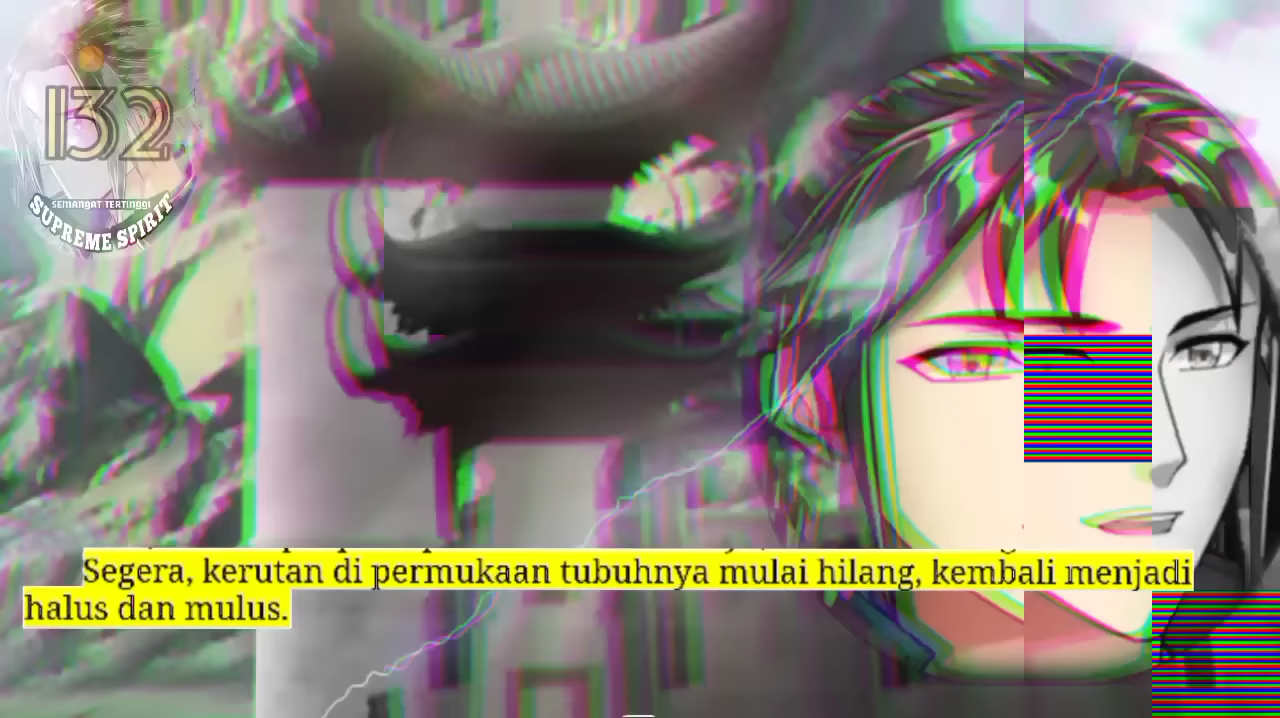 132
SEMANGAT TERTINGGI
SUPREME SPIRIT
Segera, kerutan di permukaan tubuhnya mulai hilang, kembali menjadi
halus dan mulus.